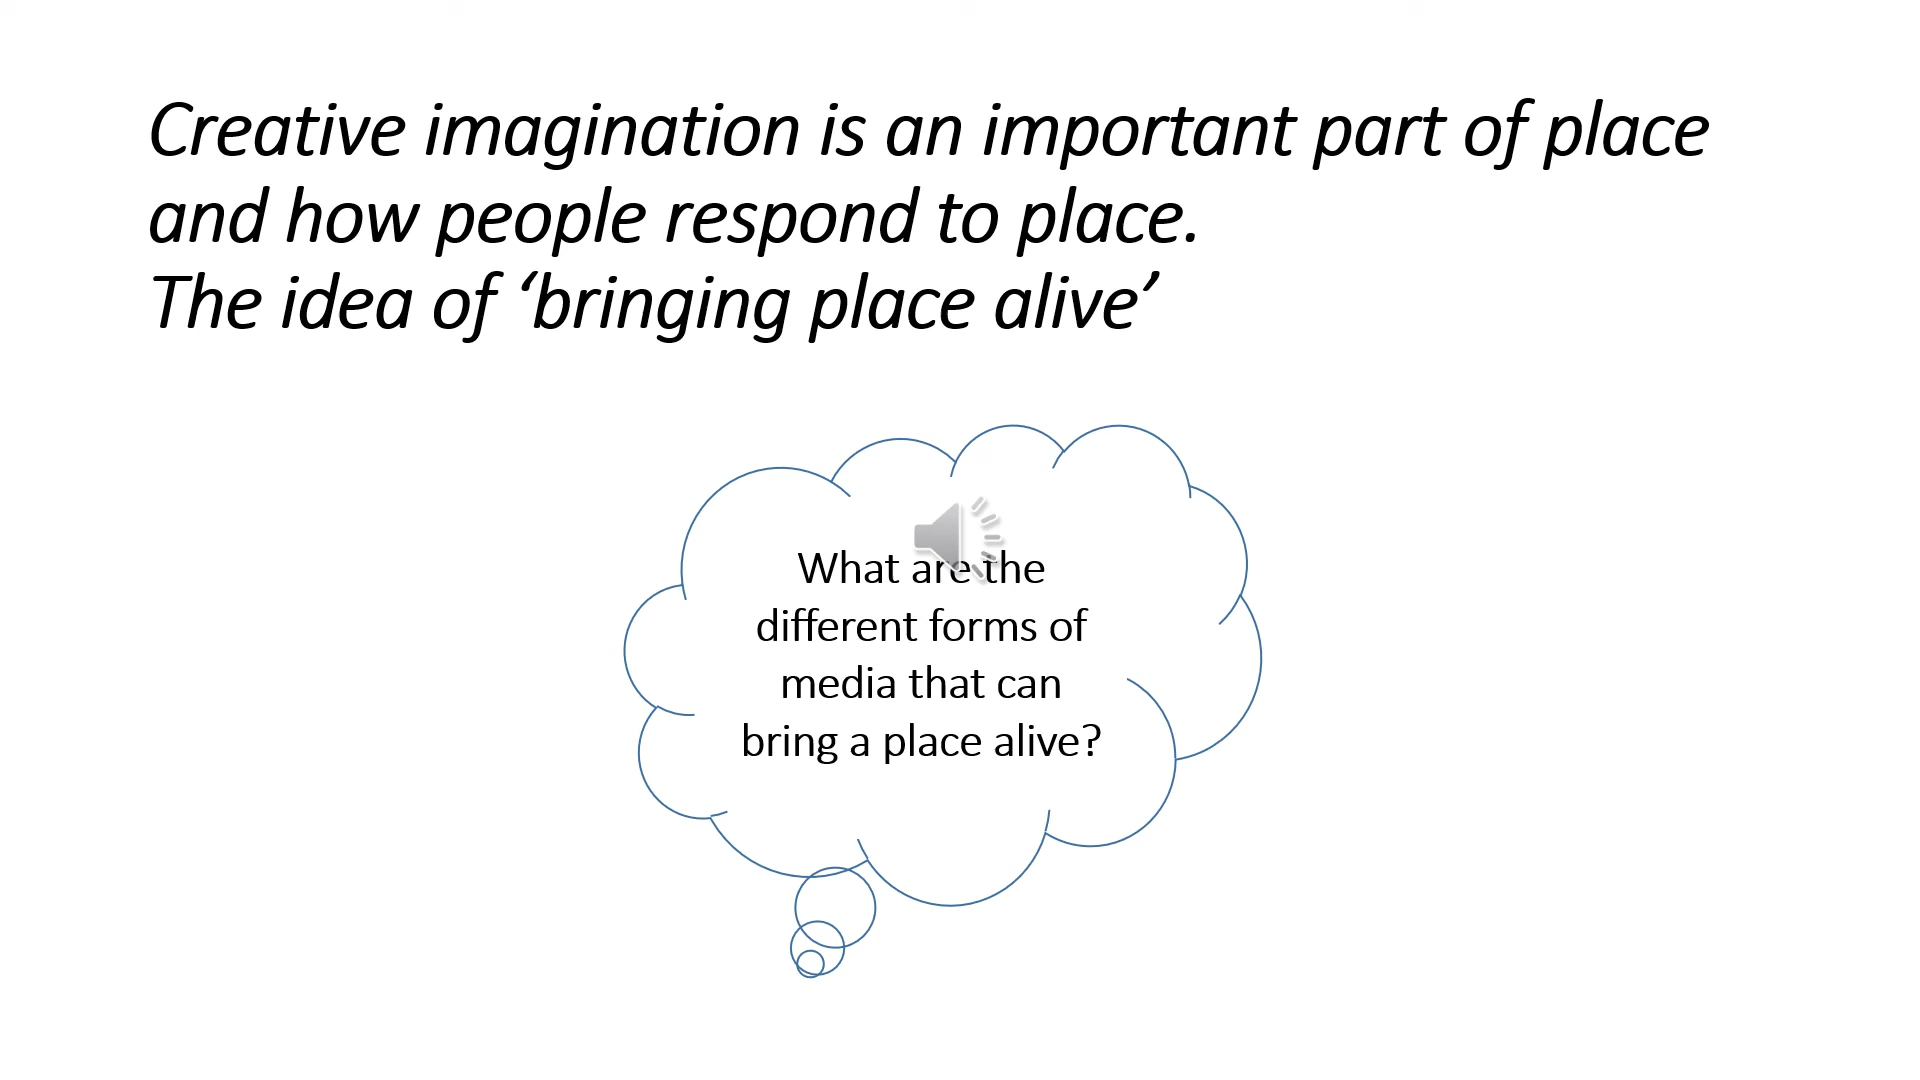 Creative imagination is an important part of place
and how people respond to place.
The idea of ‘bringing place alive’
What are the
different forms of
media that can
bring a place alive?